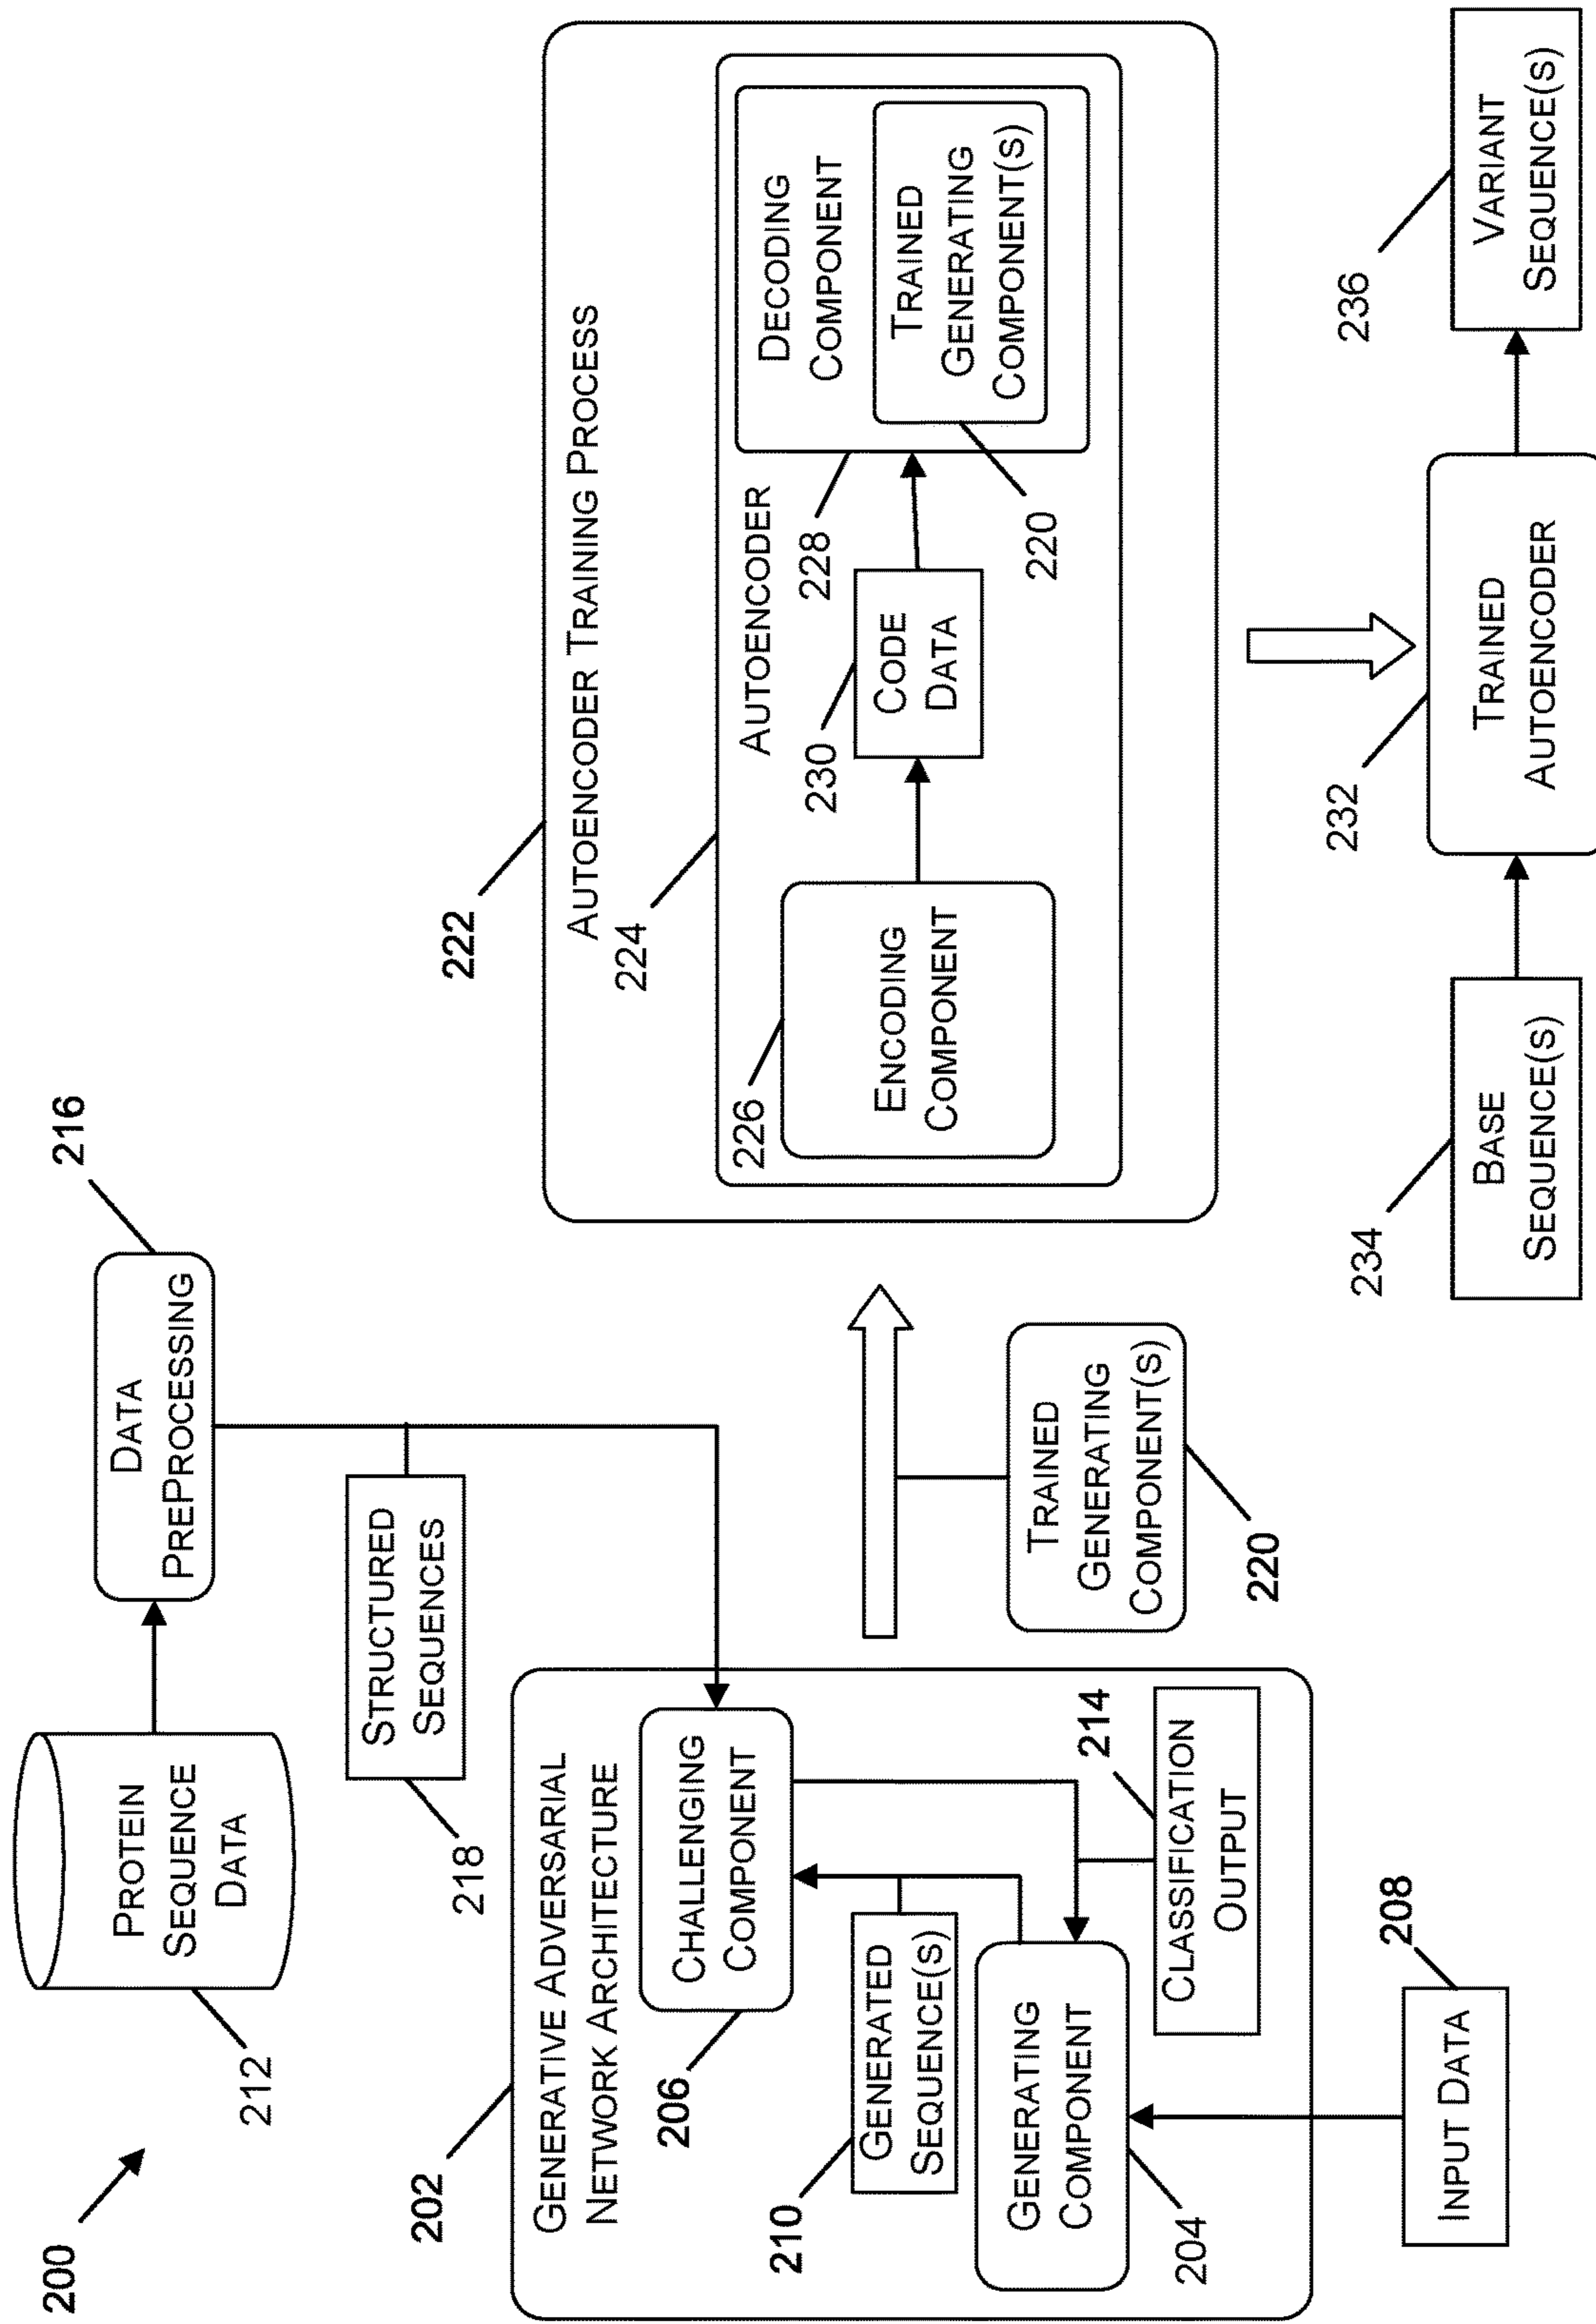 200
212
PROTEIN
SEQUENCE
DATA
DATA
PREPROCESSING
216
STRUCTURED
SEQUENCES
218
202
GENERATIVE ADVERSARIAL
NETWORK ARCHITECTURE
CHALLENGING
COMPONENT
206
GENERATED
SEQUENCE(S)
210
GENERATING
COMPONENT
204
CLASSIFICATION
OUTPUT
214
INPUT DATA
208
TRAINED
GENERATING
COMPONENT(S)
220
222
AUTOENCODER TRAINING PROCESS
224
AUTOENCODER
226
ENCODING
COMPONENT
230
CODE
DATA
228
DECODING
COMPONENT
TRAINED
GENERATING
COMPONENT(S)
220
234
BASE
SEQUENCE(S)
232
TRAINED
AUTOENCODER
236
VARIANT
SEQUENCE(S)